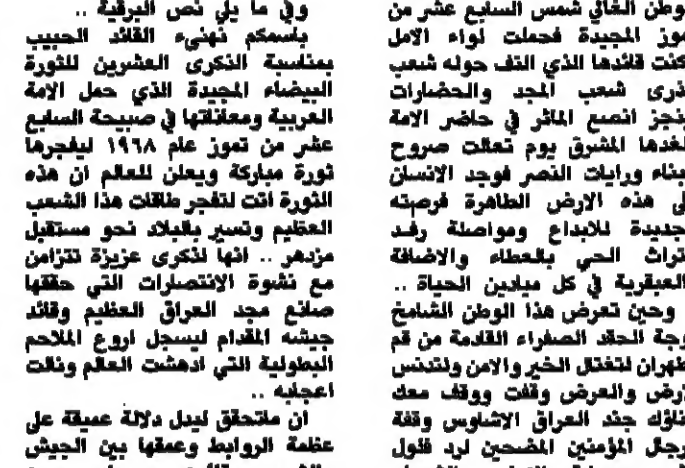 وطن الغالي شمس السابع عشر من
موز المجيدة فحملت لواء الامل
كنت قائدها الذي التف حوله شعب
ذرى شعب المجد والحضارات
نجز انصع الماثر في حاضر الامة
لغدها المشرق يوم تعالت صروح
بناء ورايات النصر فوجد الانسان
هذه الارض الطاهرة فرصته
جديدة للابداع ومواصلة رفد
تراث الحي بالعطاء والاضافة
العبقرية في كل ميادين الحياة ..
وحين تعرض هذا الوطن الشامخ
وجة الحقد الصفراء القادمة من قم
طهران لتغتال الخير والامن ولتدنس
رض والعرض وقفت ووقف معك
ناؤك جند العراق الاشاوس وقفة
رجال المؤمنين المضحين لرد فلول
وفي ما يلي نص البرقية ..
باسمكم نهنيء القائد الحبيب
بمناسبة الذكرى العشرين للثورة
البيضاء المجيدة الذي حمل الامة
العربية ومعاناتها في صبيحة السابع
عشر من تموز عام ١٩٦٨ ليفجرها
ثورة مباركة ويعلن للعالم ان هذه
الثورة اتت لتفجر طاقات هذا الشعب
العظيم وتسير بالبلاد نحو مستقبل
مزدهر .. انها لذكرى عزيزة تتزامن
مع نشوة الانتصارات التي حققها
صانع مجد العراق العظيم وقائد
جيشه المقدام ليسجل اروع الملاحم
البطولية التي ادهشت العالم ونالت
اعجابه ..
ان ماتحقق ليدل دلالة عميقة على
عظمة الروابط وعمقها بين الجيش